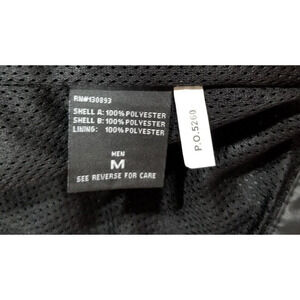 RN#130893
SHELL A: 100% POLYESTER
SHELL B: 100% POLYESTER
LINING: 100% POLYESTER
MEN
M
SEE REVERSE FOR CARE
P.O.5260